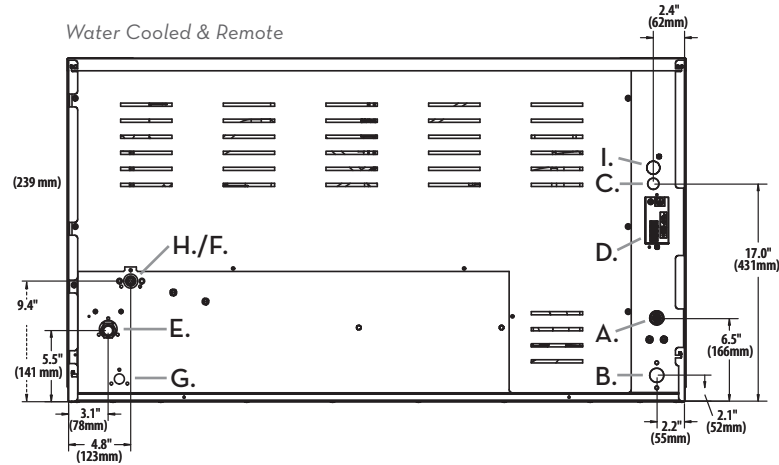 2.4"
(62mm)
Water Cooled & Remote
I.
C.
(239 mm)
D.
H./F.
17.0"
(431mm)
9.4"
E.
A.
6.5"
(166mm)
5.5"
(141 mm)
G.
B.
2.1"
(52mm)
3.1"
(78mm)
2.2"
(55mm)
4.8"
(123mm)